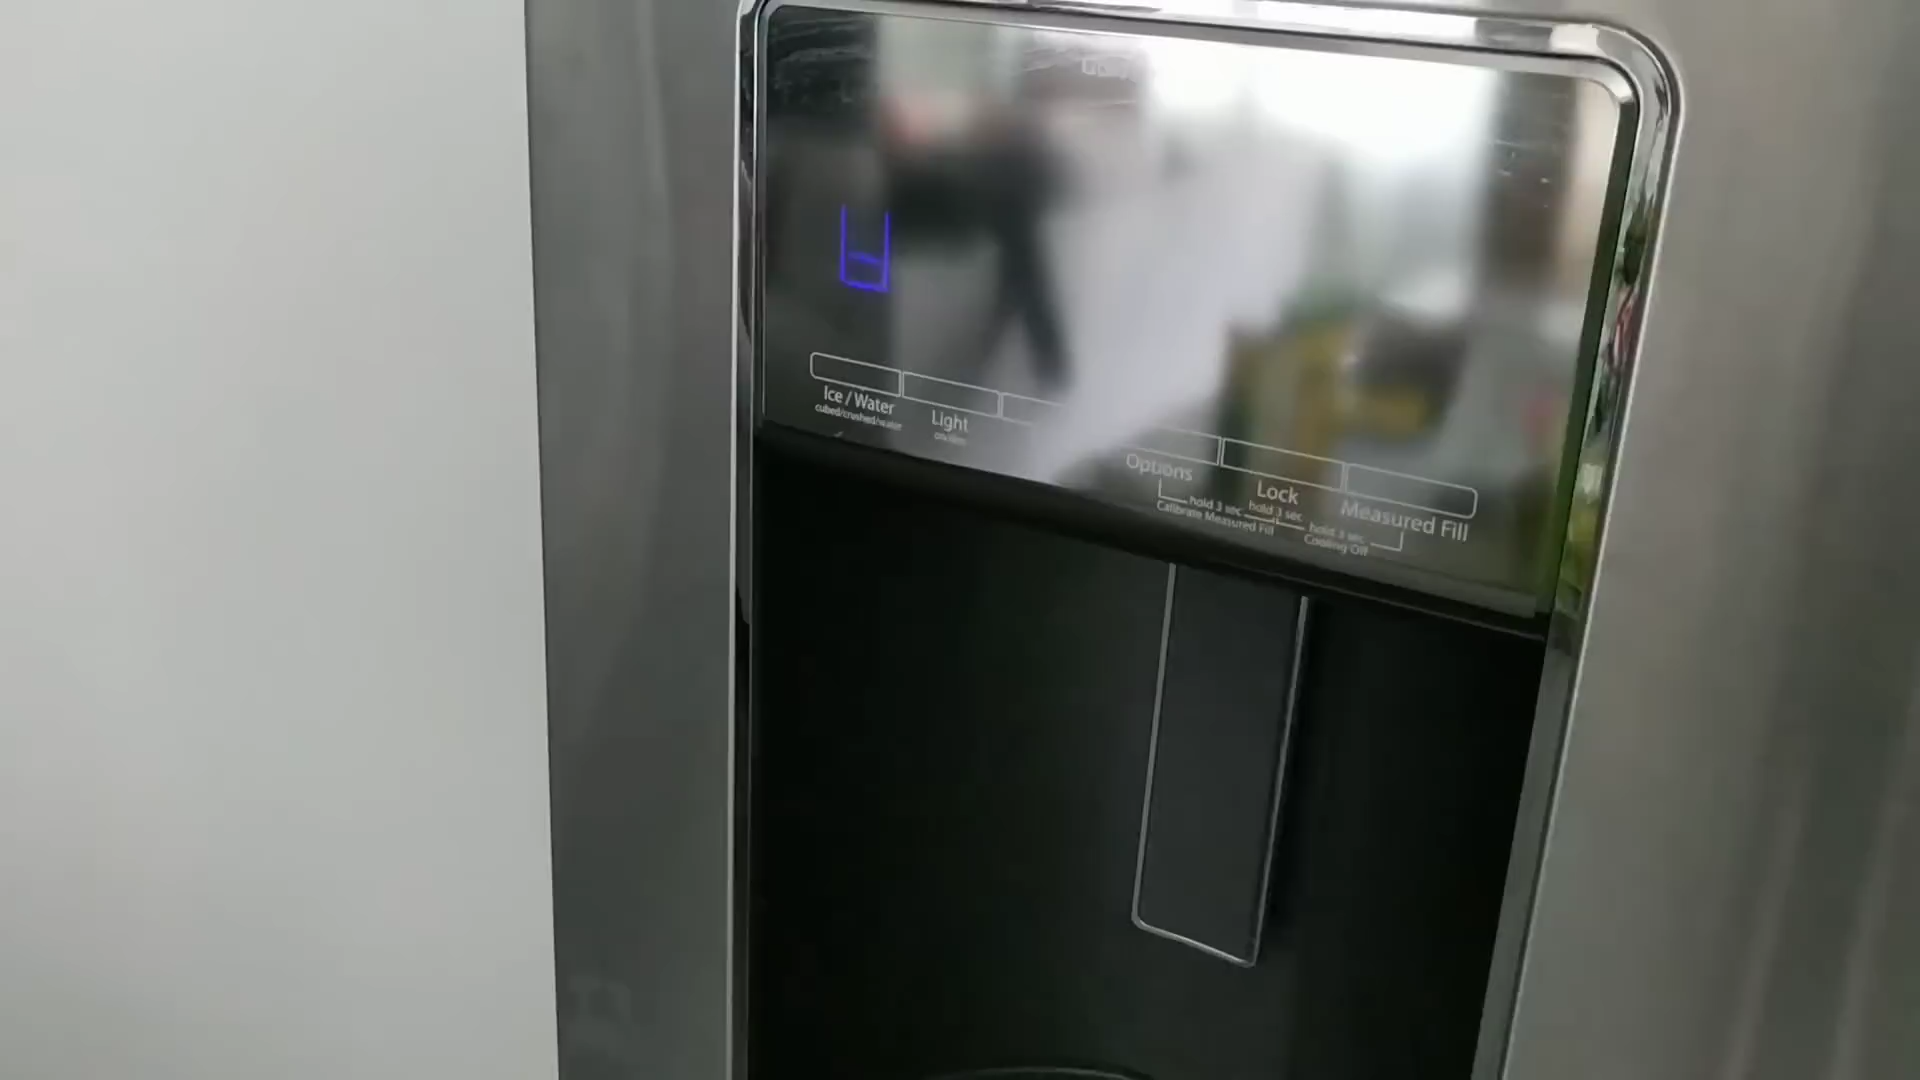 Ice / Water
cubed/crushed/water
Light
Options
Lock
Measured Fill
hold 3 sec
Calibrate Measured Fill
hold 3 sec
hold 3 sec
Cooling Off